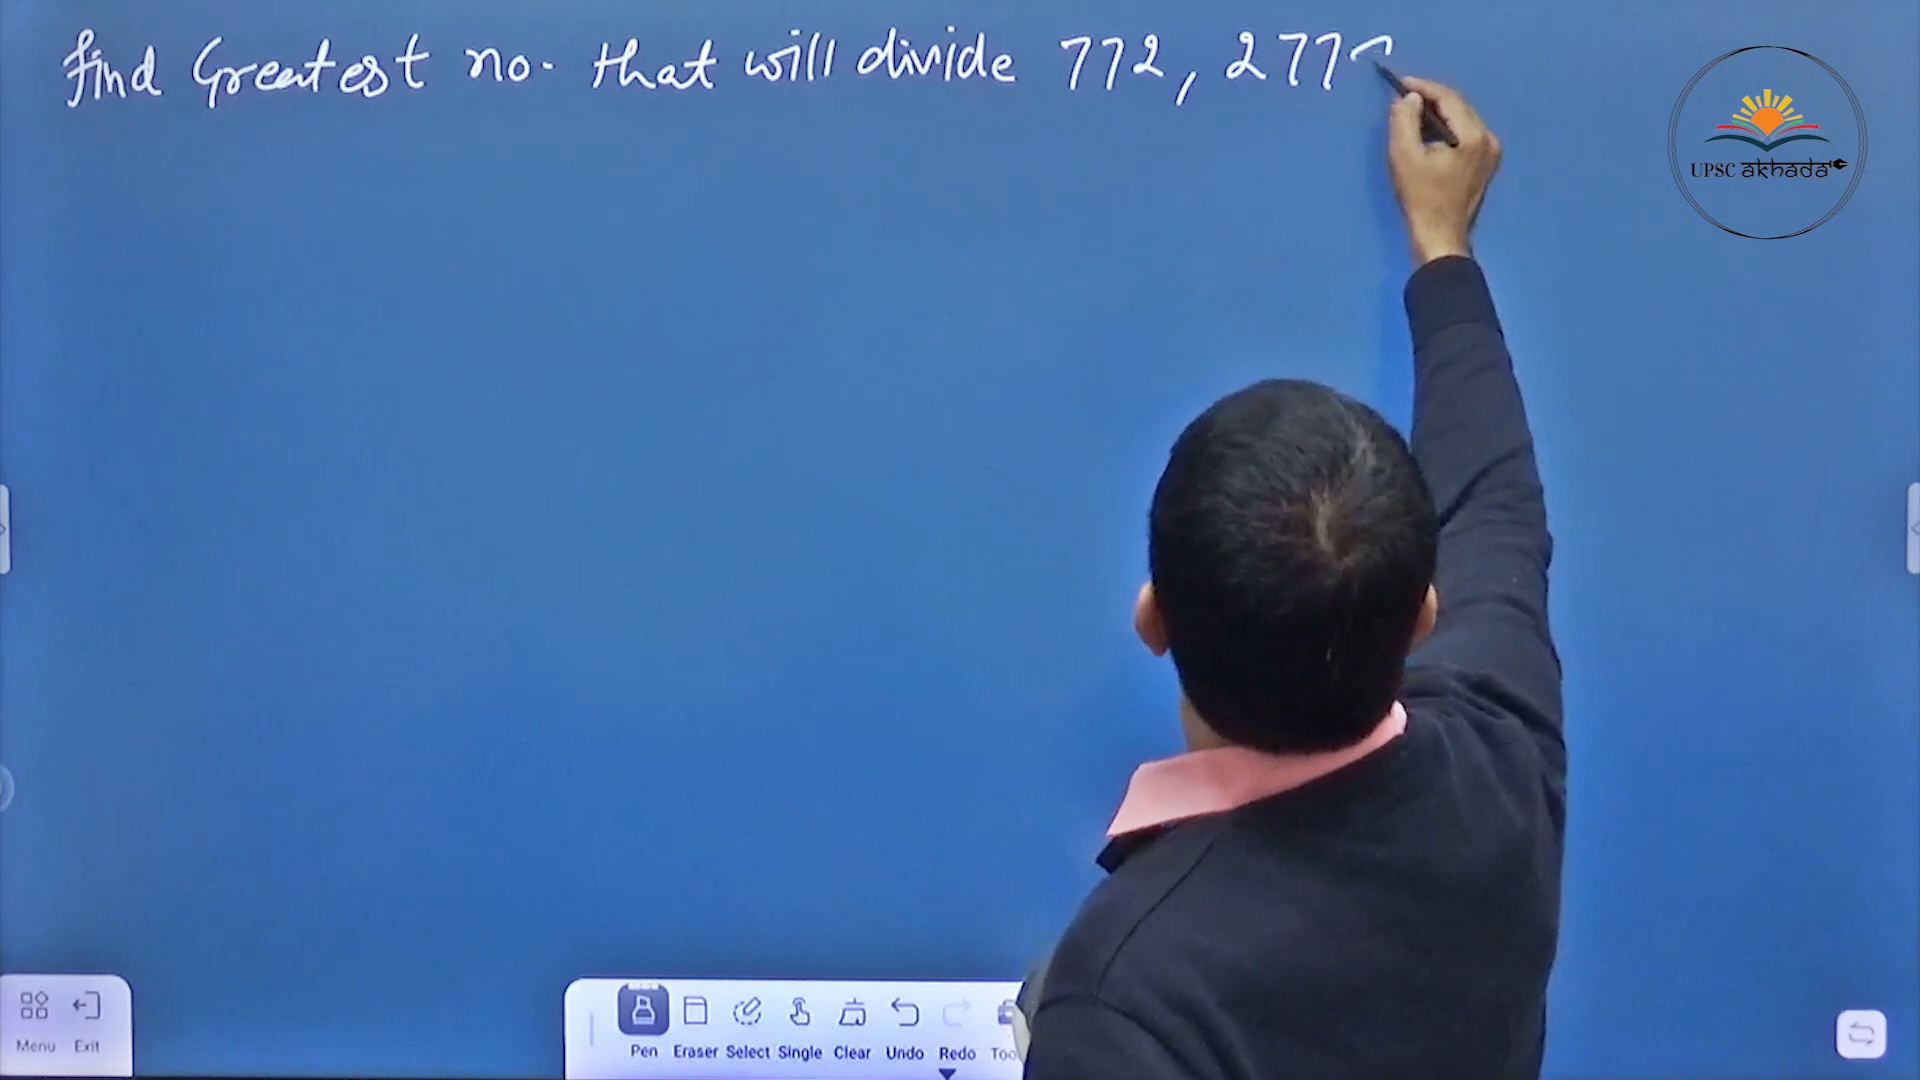 Find Greatest no. that will divide 772, 277
UPSC akhada
Menu Exit
Pen Eraser Select Single Clear Undo Redo